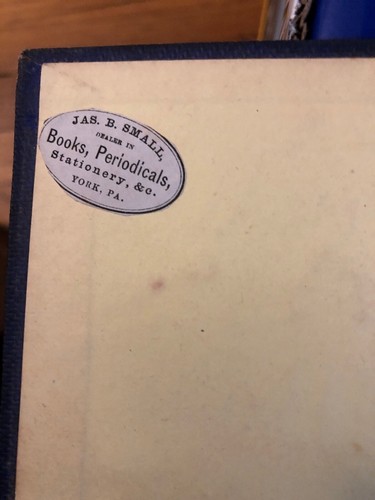 JAS. B. SMALL,
DEALER IN
Books, Periodicals,
Stationery, &c.
YORK, PA.